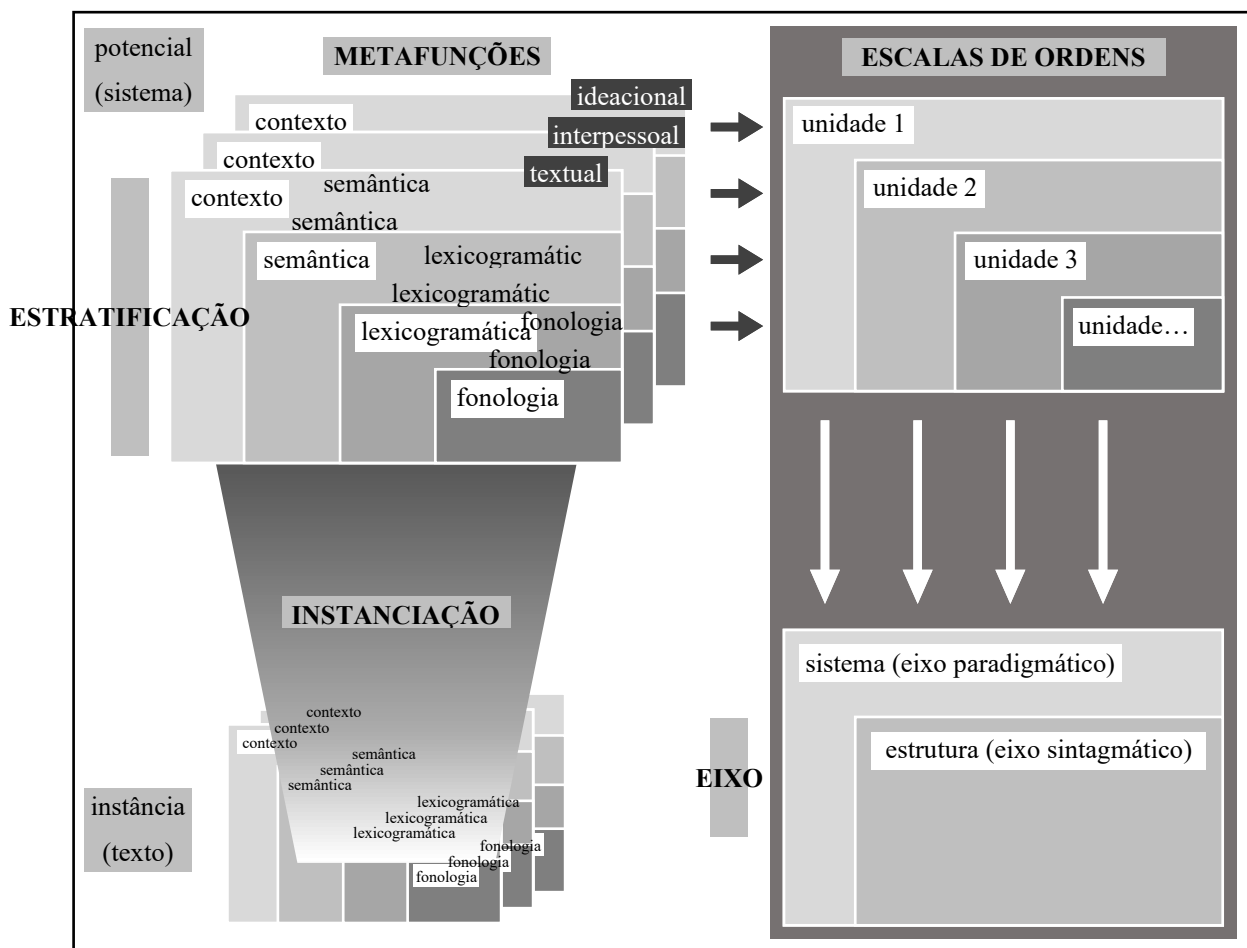 potencial
(sistema)
METAFUNÇÕES
ideacional
contexto
interpessoal
contexto
textual
contexto
semântica
semântica
semântica
lexicogramátic
lexicogramátic
lexicogramática
fonologia
fonologia
fonologia
ESTRATIFICAÇÃO
INSTANCIAÇÃO
contexto
contexto
contexto
semântica
semântica
semântica
lexicogramática
lexicogramática
lexicogramática
fonologia
fonologia
fonologia
instância
(texto)
ESCALAS DE ORDENS
unidade 1
unidade 2
unidade 3
unidade…
EIXO
sistema (eixo paradigmático)
estrutura (eixo sintagmático)